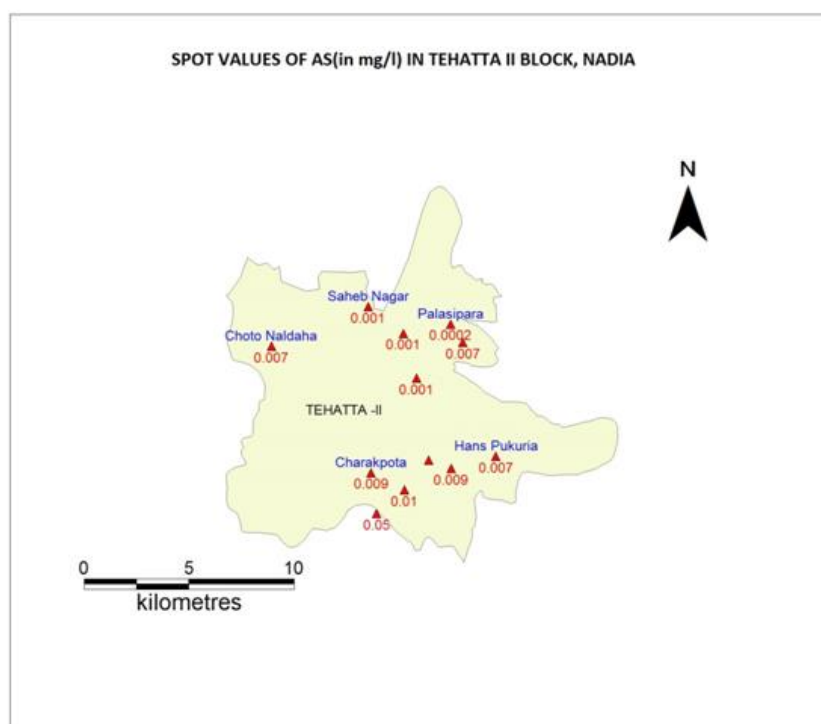 SPOT VALUES OF AS(in mg/l) IN TEHATTA II BLOCK, NADIA
N
Saheb Nagar
0.001
Palasipara
0.0002
Choto Naldaha
0.007
0.001
0.007
0.001
TEHATTA -II
Hans Pukuria
0.007
Charakpota
0.009
0.009
0.01
0.05
0 5 10
kilometres